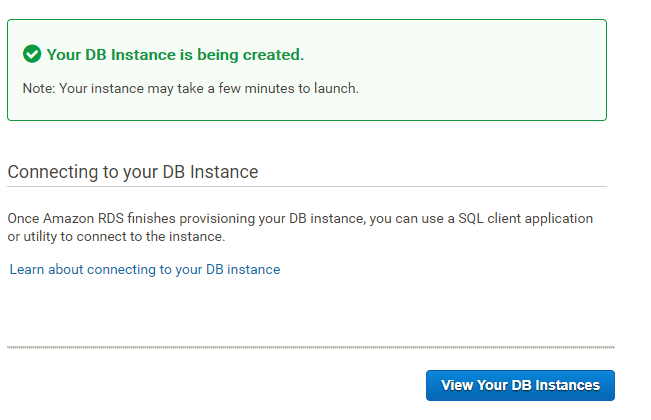 Your DB Instance is being created.
Note: Your instance may take a few minutes to launch.
Connecting to your DB Instance
Once Amazon RDS finishes provisioning your DB instance, you can use a SQL client application
or utility to connect to the instance.
Learn about connecting to your DB instance
View Your DB Instances